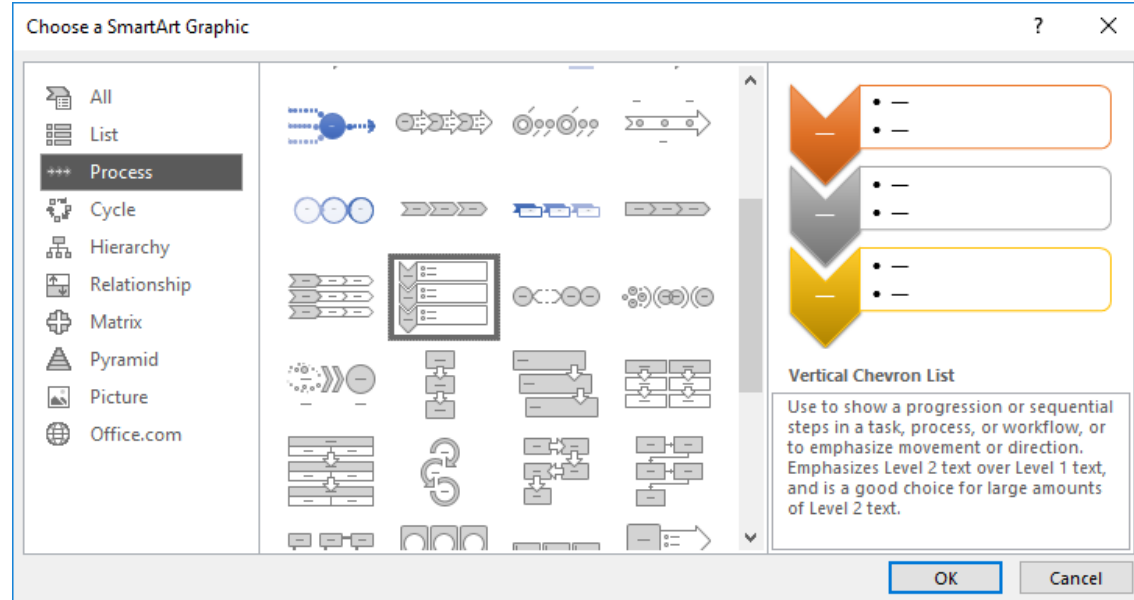 Choose a SmartArt Graphic
?
All
List
Process
Cycle
Hierarchy
Relationship
Matrix
Pyramid
Picture
Office.com
Vertical Chevron List
Use to show a progression or sequential
steps in a task, process, or workflow, or
to emphasize movement or direction.
Emphasizes Level 2 text over Level 1 text,
and is a good choice for large amounts
of Level 2 text.
OK
Cancel